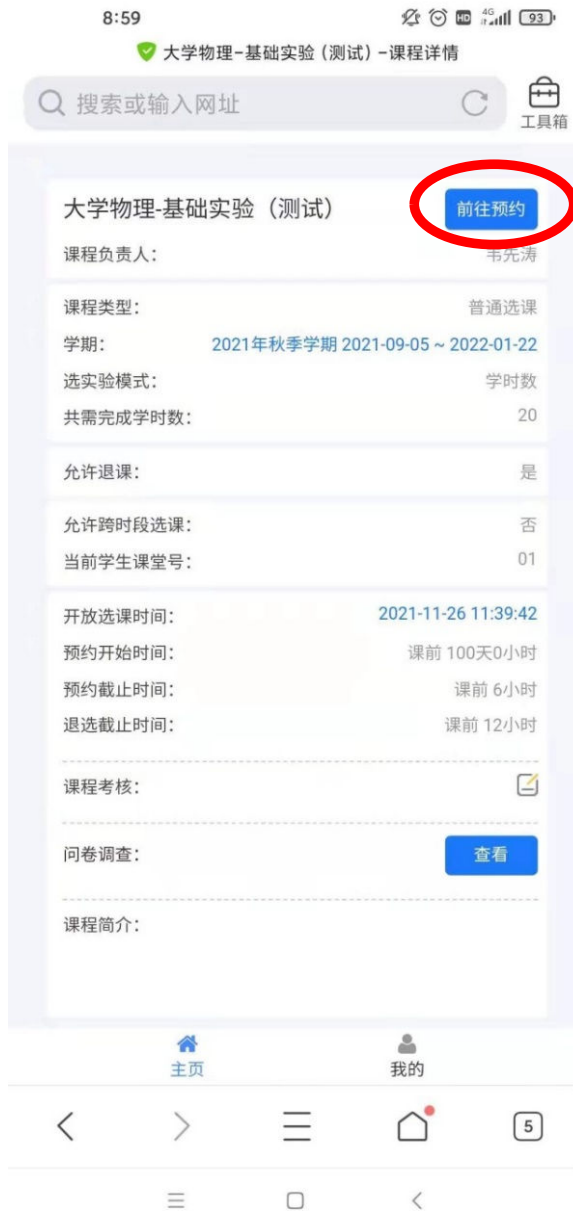 8:59
HD 4G 93
大学物理-基础实验 (测试) -课程详情
搜索或输入网址
工具箱
大学物理-基础实验（测试）
前往预约
课程负责人： 韦先涛
课程类型： 普通选课
学期： 2021年秋季学期 2021-09-05 ~ 2022-01-22
选实验模式： 学时数
共需完成学时数： 20
允许退课： 是
允许跨时段选课： 否
当前学生课堂号： 01
开放选课时间： 2021-11-26 11:39:42
预约开始时间： 课前 100天0小时
预约截止时间： 课前 6小时
退选截止时间： 课前 12小时
课程考核：
问卷调查： 查看
课程简介：
主页 我的
5